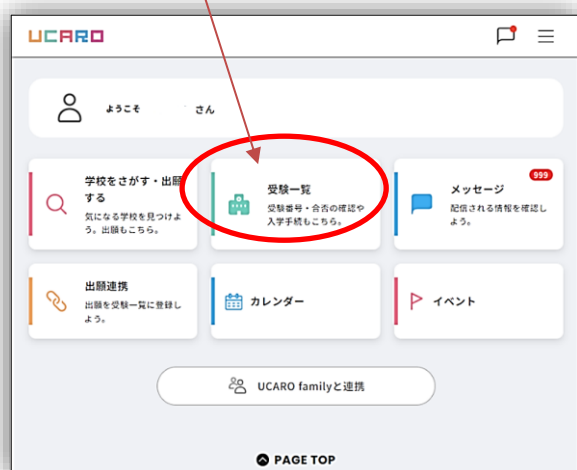 UCARO
ようこそ さん
学校をさがす・出願
する
気になる学校を見つけよ
う。出願もこちら。
受験一覧
受験番号・合否の確認や
入学手続もこちら。
999
メッセージ
配信される情報を確認し
よう。
出願連携
出願を受験一覧に登録し
よう。
カレンダー
イベント
UCARO familyと連携
PAGE TOP